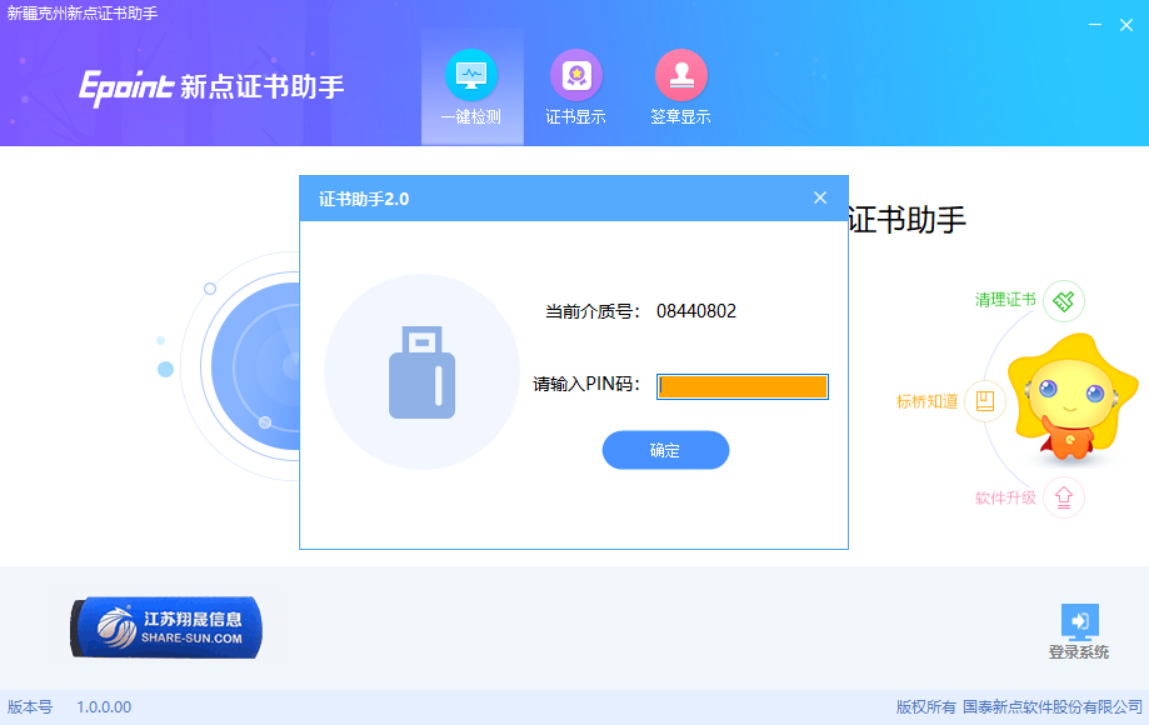 新疆克州新点证书助手
Epoint 新点证书助手
一键检测
证书显示
签章显示
证书助手2.0
证书助手
当前介质号： 08440802
请输入PIN码：
确定
清理证书
标桥知道
软件升级
江苏翔晟信息
SHARE-SUN.COM
登录系统
版本号 1.0.0.00
版权所有 国泰新点软件股份有限公司